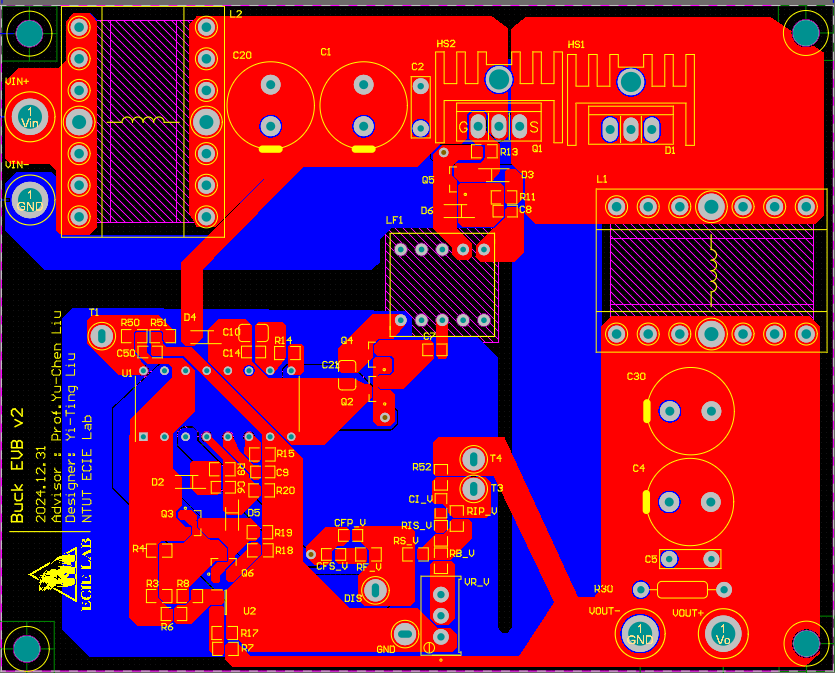 L2
C20
C1
C2
HS2
HS1
VIN+
1
Vin
G S
Q1
D1
R13
VIN-
1
GND
Q5
D3
R11
D6
C8
L1
LF1
T1
R50 R51
D4
C10
Q4
C7
C50
C14
R14
U1
C21
Q2
C30
Buck EVB v2
2024.12.31
Advisor : Prof.Yu-Chen Liu
Designer: Yi-Ting Liu
NTUT ECIE Lab
R15
R52
T4
C9
R9
C6
D2
R20
T3
C4
CI_V
Q3
D5
RIP_V
CFP_V
RIS_V
R19
RS_V
R4
R18
RB_V
C5
CFS_V RF_V
Q6
ECIE LAB
R3 R8
DIS
VR_V
R30
U2
VOUT- VOUT+
R6
R17
1
GND
1
Vo
R7
GND